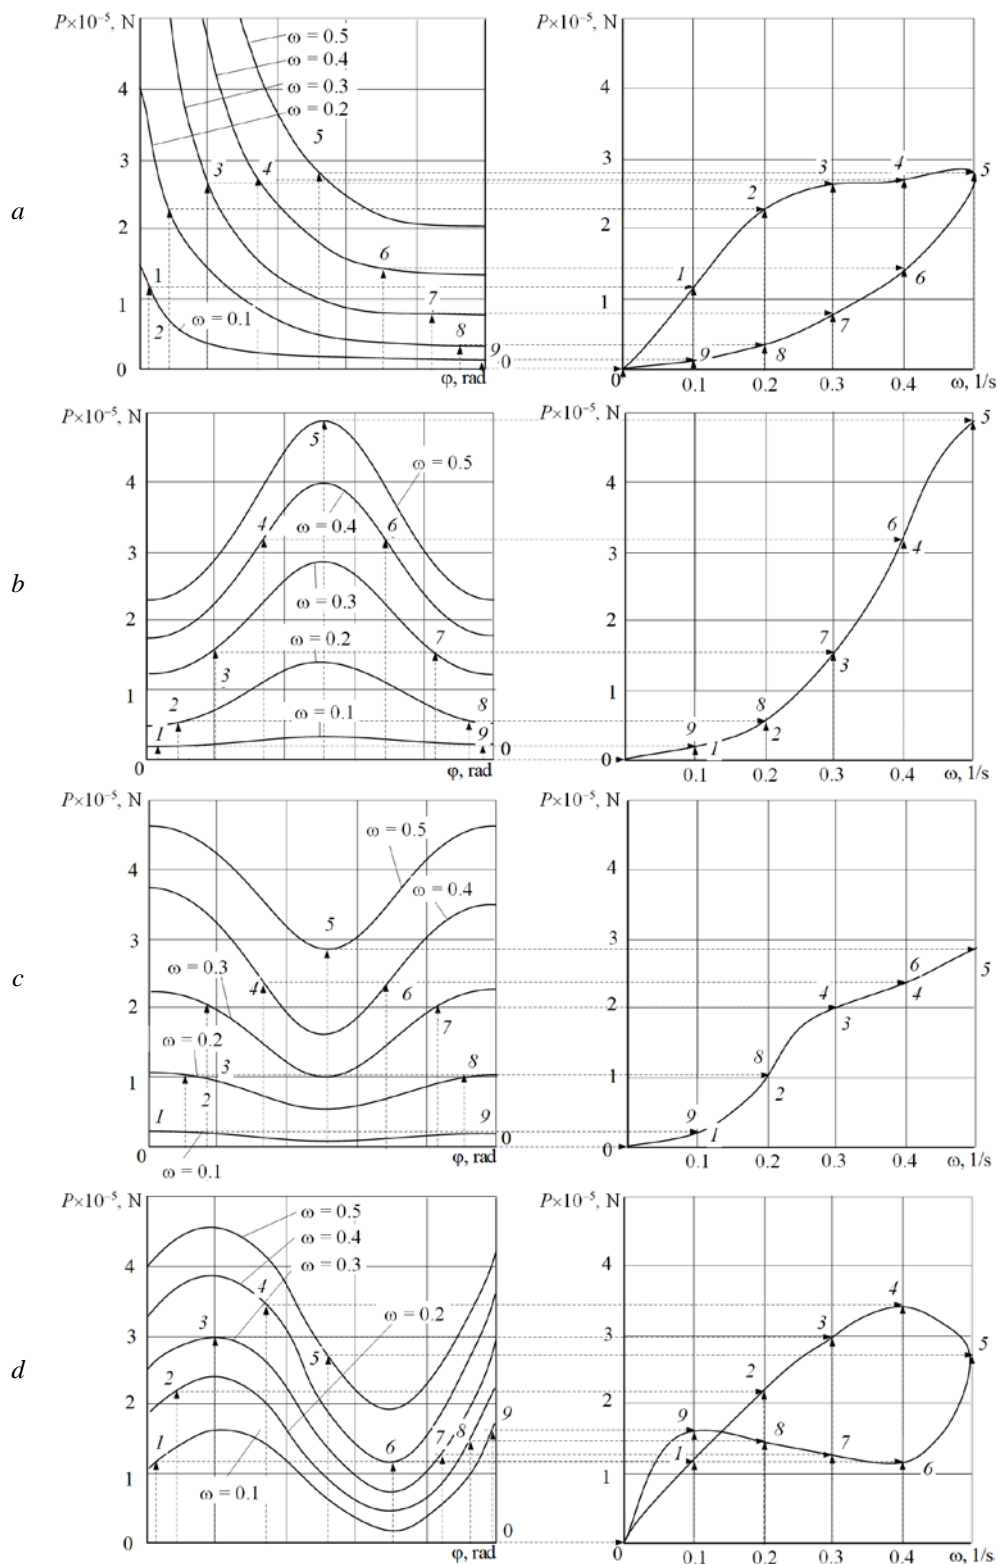 P×10⁻⁵, N P×10⁻⁵, N
ω = 0.5
ω = 0.4
ω = 0.3
ω = 0.2
4 4
5
3 3
3 4 3 4 5
a
2 2
2
6
1 1
1 1
6
ω = 0.1
7 7
2 8 9 9 8
0 0 0
φ, rad 0.1 0.2 0.3 0.4 ω, 1/s
P×10⁻⁵, N P×10⁻⁵, N
5 5
ω = 0.5
4 4
4 ω = 0.4 6 6
4
3 3
b
ω = 0.3
2 2
ω = 0.2
3 7 7
3
1 1
2 ω = 0.1 8 8
2
1 9 9
1
0 0 0
φ, rad 0.1 0.2 0.3 0.4 ω, 1/s
P×10⁻⁵, N P×10⁻⁵, N
ω = 0.5
4 4
ω = 0.4
5
3 3
ω = 0.3 6 5
c
4 6 4 4
2 2
7 3
ω = 0.2
3 8 8
1 1
2 2
1 9 9
1
0 0 0
ω = 0.1 φ, rad 0.1 0.2 0.3 0.4 ω, 1/s
P×10⁻⁵, N P×10⁻⁵, N
ω = 0.5
ω = 0.4
4 4
ω = 0.3
4 4
ω = 0.2
3 3
3 3
5 5
d
2 2
2 2
9 9
1 6 7 8 1 8 7
6
1 1
ω = 0.1
0 0 0
φ, rad 0.1 0.2 0.3 0.4 ω, 1/s